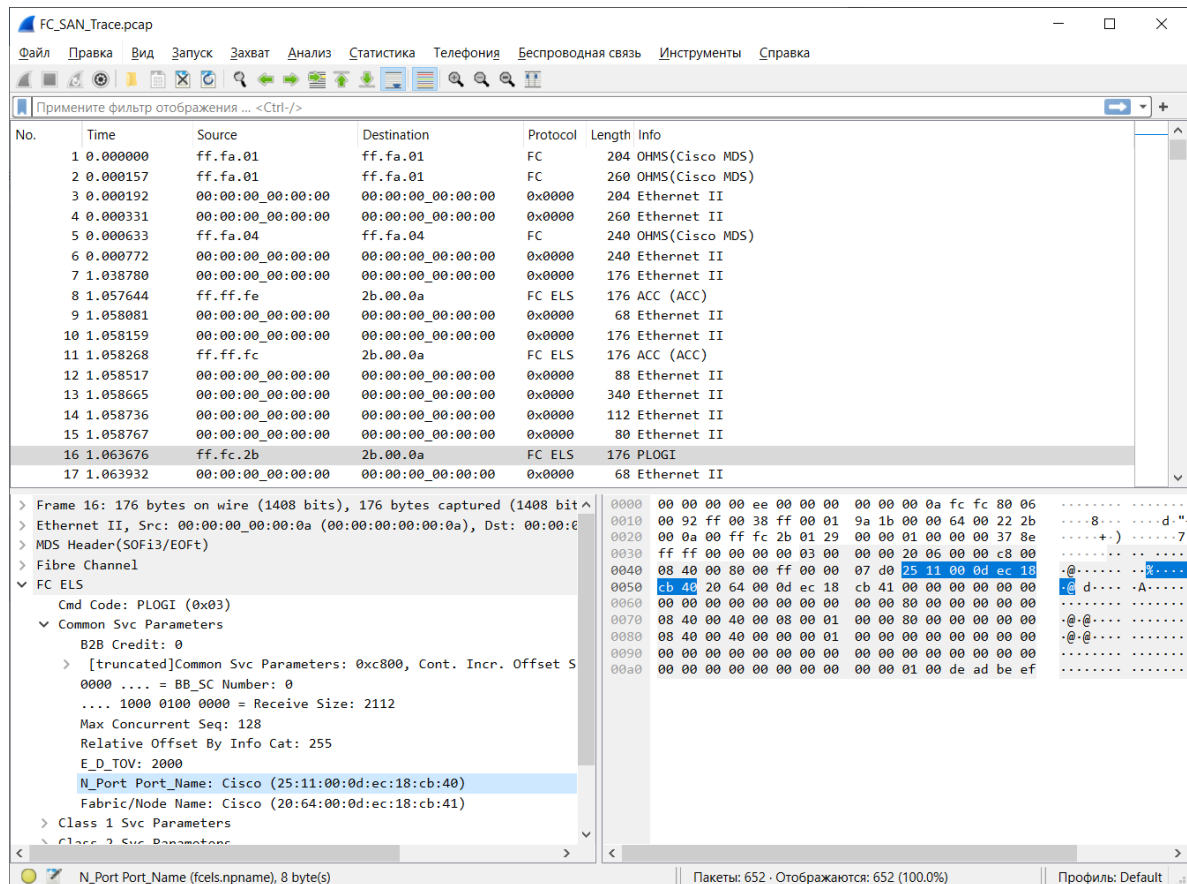 FC_SAN_Trace.pcap
Файл Правка Вид Запуск Захват Анализ Статистика Телефония Беспроводная связь Инструменты Справка
Примените фильтр отображения ... <Ctrl-/>
No. Time Source Destination Protocol Length Info
1 0.000000 ff.fa.01 ff.fa.01 FC 204 OHMS(Cisco MDS)
2 0.000157 ff.fa.01 ff.fa.01 FC 260 OHMS(Cisco MDS)
3 0.000192 00:00:00_00:00:00 00:00:00_00:00:00 0x0000 204 Ethernet II
4 0.000331 00:00:00_00:00:00 00:00:00_00:00:00 0x0000 260 Ethernet II
5 0.000633 ff.fa.04 ff.fa.04 FC 240 OHMS(Cisco MDS)
6 0.000772 00:00:00_00:00:00 00:00:00_00:00:00 0x0000 240 Ethernet II
7 1.038780 00:00:00_00:00:00 00:00:00_00:00:00 0x0000 176 Ethernet II
8 1.057644 ff.ff.fe 2b.00.0a FC ELS 176 ACC (ACC)
9 1.058081 00:00:00_00:00:00 00:00:00_00:00:00 0x0000 68 Ethernet II
10 1.058159 00:00:00_00:00:00 00:00:00_00:00:00 0x0000 176 Ethernet II
11 1.058268 ff.ff.fc 2b.00.0a FC ELS 176 ACC (ACC)
12 1.058517 00:00:00_00:00:00 00:00:00_00:00:00 0x0000 88 Ethernet II
13 1.058665 00:00:00_00:00:00 00:00:00_00:00:00 0x0000 340 Ethernet II
14 1.058736 00:00:00_00:00:00 00:00:00_00:00:00 0x0000 112 Ethernet II
15 1.058767 00:00:00_00:00:00 00:00:00_00:00:00 0x0000 80 Ethernet II
16 1.063676 ff.fc.2b 2b.00.0a FC ELS 176 PLOGI
17 1.063932 00:00:00_00:00:00 00:00:00_00:00:00 0x0000 68 Ethernet II
Frame 16: 176 bytes on wire (1408 bits), 176 bytes captured (1408 bit
Ethernet II, Src: 00:00:00_00:00:0a (00:00:00:00:00:0a), Dst: 00:00:0
MDS Header(SOFi3/EOFt)
Fibre Channel
FC ELS
Cmd Code: PLOGI (0x03)
Common Svc Parameters
B2B Credit: 0
[truncated]Common Svc Parameters: 0xc800, Cont. Incr. Offset S
0000 .... = BB_SC Number: 0
.... 1000 0100 0000 = Receive Size: 2112
Max Concurrent Seq: 128
Relative Offset By Info Cat: 255
E_D_TOV: 2000
N_Port Port_Name: Cisco (25:11:00:0d:ec:18:cb:40)
Fabric/Node Name: Cisco (20:64:00:0d:ec:18:cb:41)
Class 1 Svc Parameters
Class 2 Svc Parameters
0000 00 00 00 00 ee 00 00 00 00 00 00 0a fc fc 80 06 ........ ......
0010 00 92 ff 00 38 ff 00 01 9a 1b 00 00 64 00 22 2b ....8... ....d."
0020 00 0a 00 ff fc 2b 01 29 00 00 01 00 00 00 37 8e .....+.) ......7
0030 ff ff 00 00 00 00 03 00 00 00 20 06 00 00 c8 00 ........ .. ....
0040 08 40 00 80 00 ff 00 00 07 d0 25 11 00 0d ec 18 .@...... ..%....
0050 cb 40 20 64 00 0d ec 18 cb 41 00 00 00 00 00 00 .@ d.... .A.....
0060 00 00 00 00 00 00 00 00 00 00 80 00 00 00 00 00 ........ .......
0070 08 40 00 40 00 08 00 01 00 00 80 00 00 00 00 00 .@.@.... .......
0080 08 40 00 40 00 00 00 01 00 00 00 00 00 00 00 00 .@.@.... .......
0090 00 00 00 00 00 00 00 00 00 00 00 00 00 00 00 00 ........ .......
00a0 00 00 00 00 00 00 00 00 00 00 01 00 de ad be ef ........ .......
N_Port Port_Name (fcels.npname), 8 byte(s) Пакеты: 652 · Отображаются: 652 (100.0%) Профиль: Default